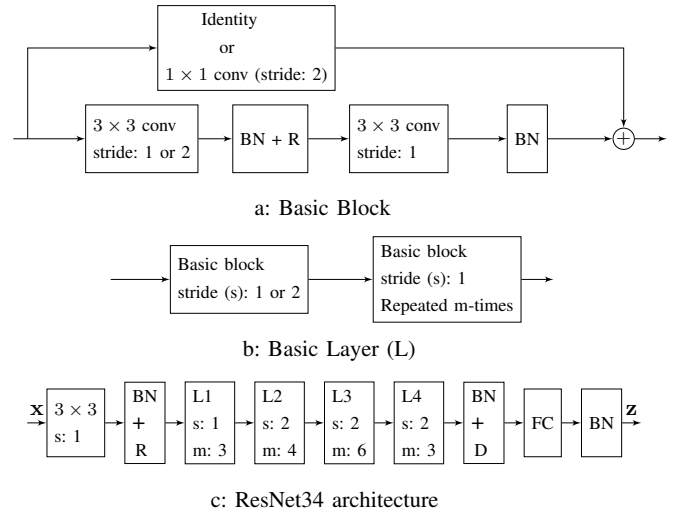 Identity
or
1 × 1 conv (stride: 2)
3 × 3 conv
stride: 1 or 2
BN + R
3 × 3 conv
stride: 1
BN
+
a: Basic Block
Basic block
stride (s): 1 or 2
Basic block
stride (s): 1
Repeated m-times
b: Basic Layer (L)
x
3 × 3
s: 1
BN
+
R
L1
s: 1
m: 3
L2
s: 2
m: 4
L3
s: 2
m: 6
L4
s: 2
m: 3
BN
+
D
FC
BN
z
c: ResNet34 architecture